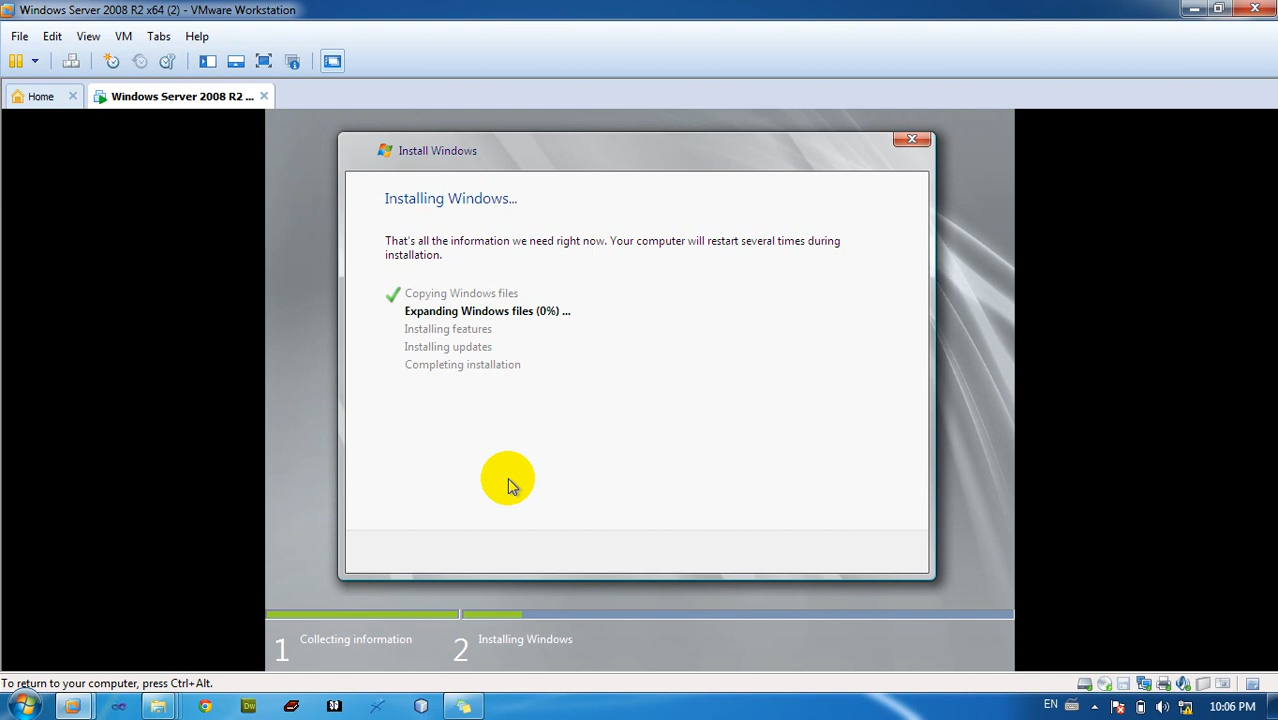 Windows Server 2008 R2 x64 (2) - VMware Workstation
File Edit View VM Tabs Help
Home
Windows Server 2008 R2 ...
Install Windows
Installing Windows...
That's all the information we need right now. Your computer will restart several times during
installation.
Copying Windows files
Expanding Windows files (0%) ...
Installing features
Installing updates
Completing installation
1 Collecting information
2 Installing Windows
To return to your computer, press Ctrl+Alt.
Dw
EN
10:06 PM